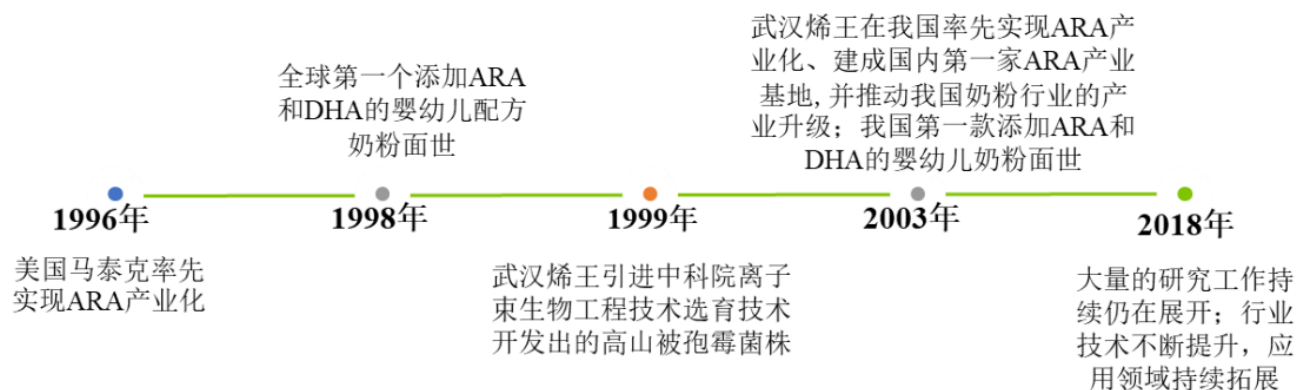 1996年
美国马泰克率先
实现ARA产业化
全球第一个添加ARA
和DHA的婴幼儿配方
奶粉面世
1998年
1999年
武汉烯王引进中科院离子
束生物工程技术选育技术
开发出的高山被孢霉菌株
武汉烯王在我国率先实现ARA产
业化、建成国内第一家ARA产业
基地,并推动我国奶粉行业的产
业升级；我国第一款添加ARA和
DHA的婴幼儿奶粉面世
2003年
2018年
大量的研究工作持
续仍在展开；行业
技术不断提升，应
用领域持续拓展